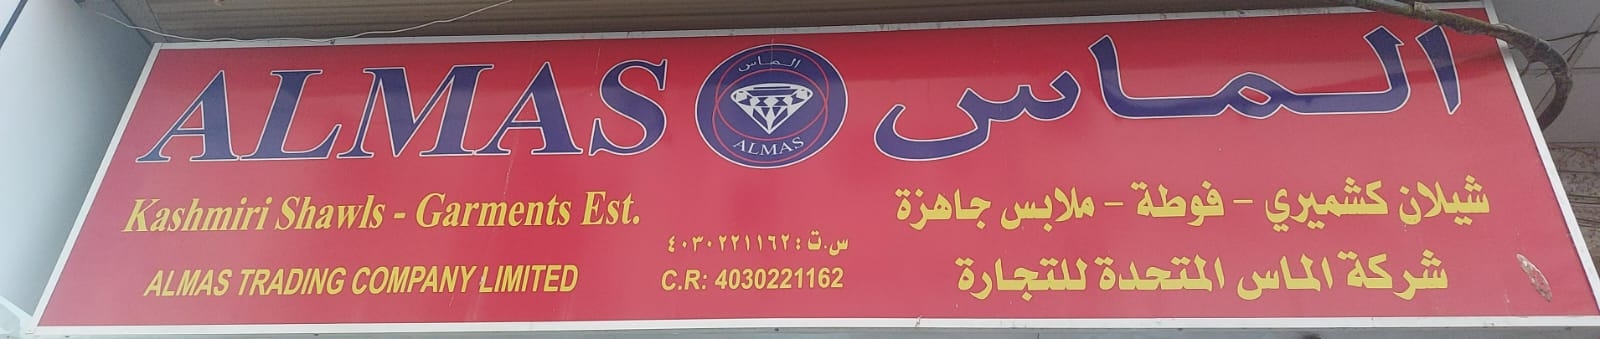 ALMAS
الماس
ALMAS
الماس
Kashmiri Shawls - Garments Est.
شيلان كشميري - فوطة - ملابس جاهزة
س.ت : ٤٠٣٠٢٢١١٦٢
ALMAS TRADING COMPANY LIMITED
C.R: 4030221162
شركة الماس المتحدة للتجارة